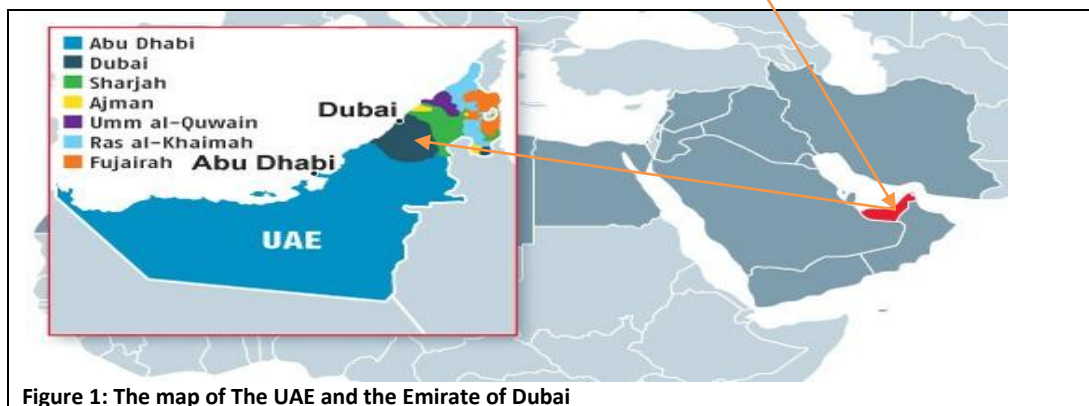 Abu Dhabi
Dubai
Sharjah
Ajman
Umm al-Quwain
Ras al-Khaimah
Fujairah
Dubai
Abu Dhabi
UAE
Figure 1: The map of The UAE and the Emirate of Dubai